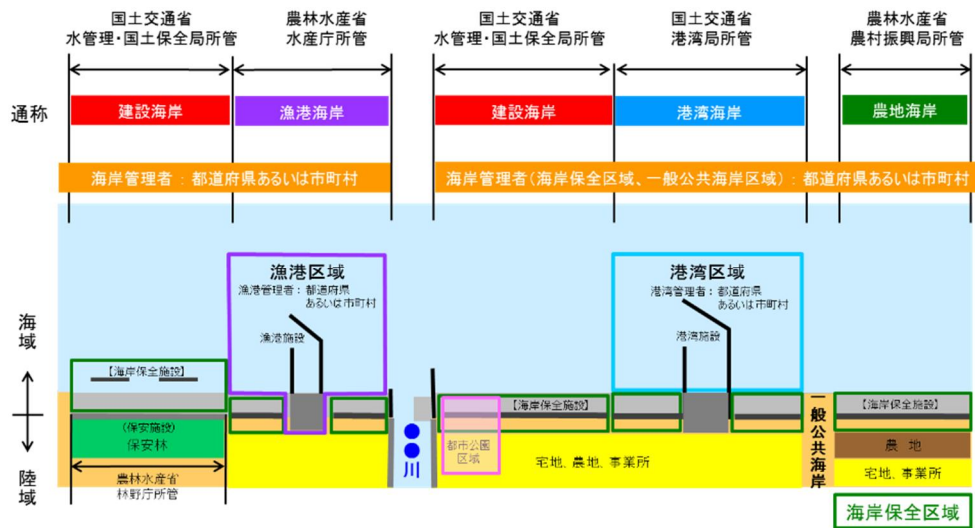 国土交通省
水管理・国土保全局所管
農林水産省
水産庁所管
国土交通省
水管理・国土保全局所管
国土交通省
港湾局所管
農林水産省
農村振興局所管
通称
建設海岸
漁港海岸
建設海岸
港湾海岸
農地海岸
海岸管理者：都道府県あるいは市町村
海岸管理者（海岸保全区域、一般公共海岸区域）：都道府県あるいは市町村
漁港区域
漁港管理者：都道府県
あるいは市町村
漁港施設
港湾区域
港湾管理者：都道府県
あるいは市町村
港湾施設
海域
陸域
【海岸保全施設】
（保安施設）
保安林
農林水産省
林野庁所管
●●川
【海岸保全施設】
都市公園
区域
宅地、農地、事業所
一般公共海岸
【海岸保全施設】
農 地
宅地、事業所
海岸保全区域